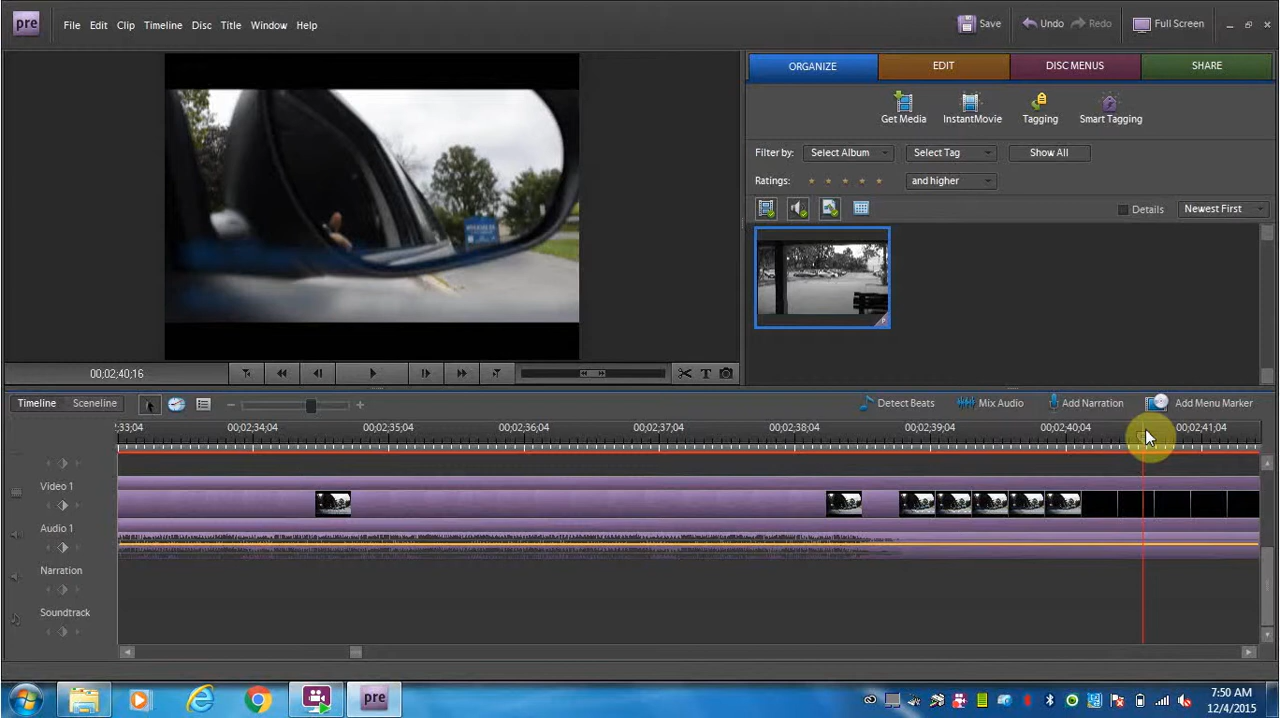 pre File Edit Clip Timeline Disc Title Window Help Save Undo Redo Full Screen
ORGANIZE EDIT DISC MENUS SHARE
Get Media InstantMovie Tagging Smart Tagging
Filter by: Select Album Select Tag Show All
Ratings: and higher
Details Newest First
00;02;40;16
Timeline Sceneline Detect Beats Mix Audio Add Narration Add Menu Marker
;33;04 00;02;34;04 00;02;35;04 00;02;36;04 00;02;37;04 00;02;38;04 00;02;39;04 00;02;40;04 00;02;41;04
Video 1
Audio 1
Narration
Soundtrack
pre
7:50 AM
12/4/2015